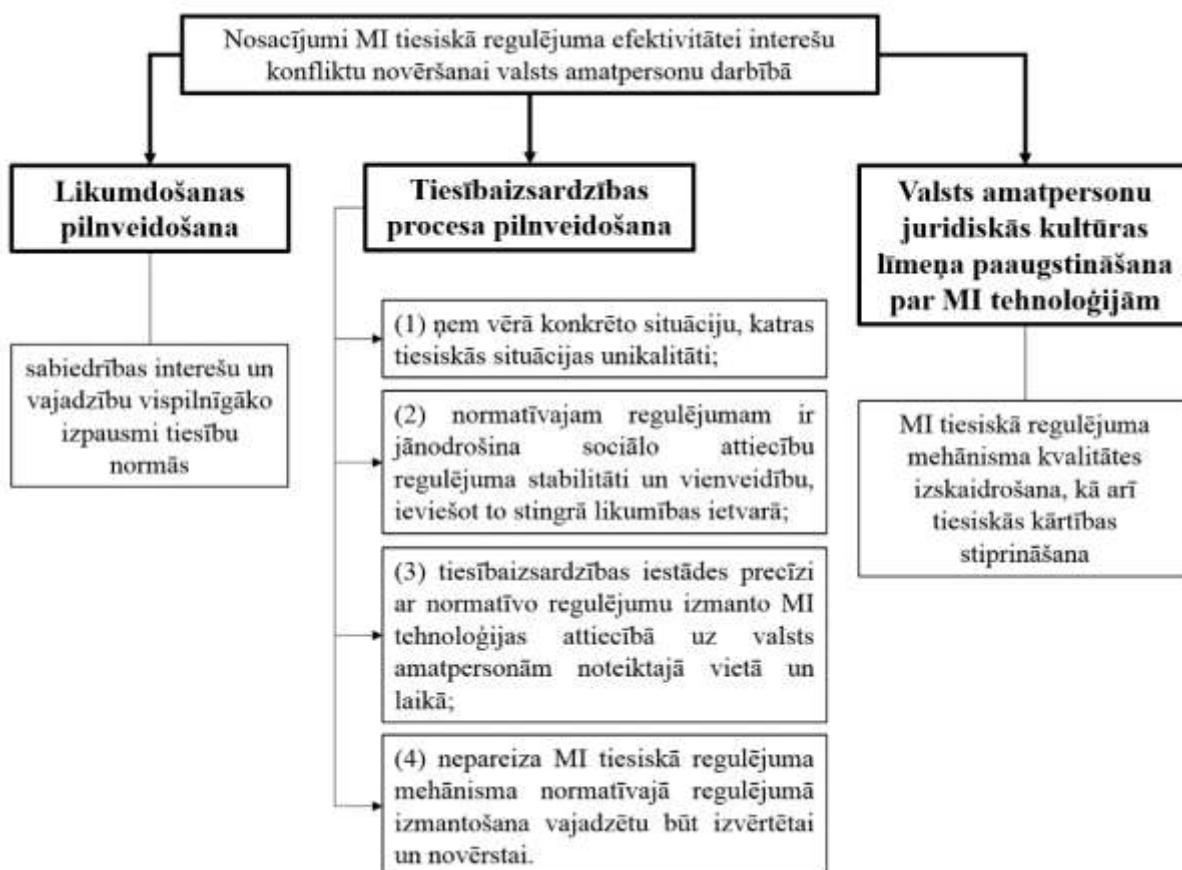 Nosacījumi MI tiesiskā regulējuma efektivitātei interešu
konfliktu novēršanai valsts amatpersonu darbībā
Likumdošanas
pilnveidošana
sabiedrības interešu un
vajadzību vispilnīgāko
izpausmi tiesību
normās
Tiesībaizsardzības
procesa pilnveidošana
(1) ņem vērā konkrēto situāciju, katras
tiesiskās situācijas unikalitāti;
(2) normatīvajam regulējumam ir
jānodrošina sociālo attiecību
regulējuma stabilitāti un vienveidību,
ieviešot to stingrā likumības ietvarā;
(3) tiesībaizsardzības iestādes precīzi
ar normatīvo regulējumu izmanto MI
tehnoloģijas attiecībā uz valsts
amatpersonām noteiktajā vietā un
laikā;
(4) nepareiza MI tiesiskā regulējuma
mehānisma normatīvajā regulējumā
izmantošana vajadzētu būt izvērtētai
un novērstai.
Valsts amatpersonu
juridiskās kultūras
līmeņa paaugstināšana
par MI tehnoloģijām
MI tiesiskā regulējuma
mehānisma kvalitātes
izskaidrošana, kā arī
tiesiskās kārtības
stiprināšana